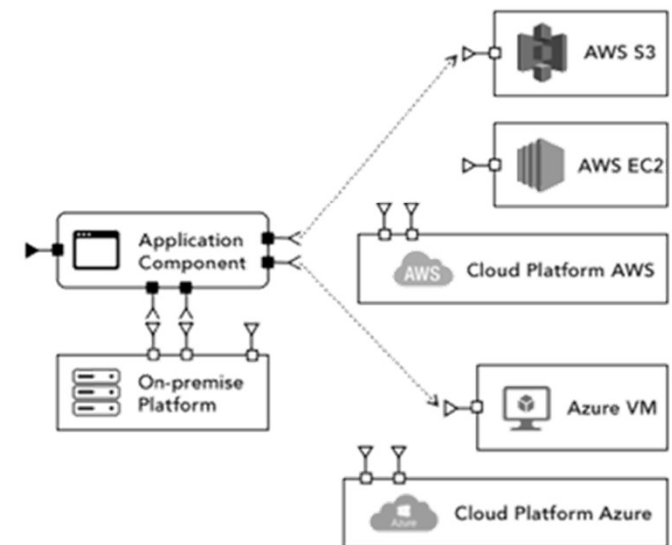 AWS S3
AWS EC2
Application
Component
AWS
Cloud Platform AWS
On-premise
Platform
Azure VM
Azure
Cloud Platform Azure